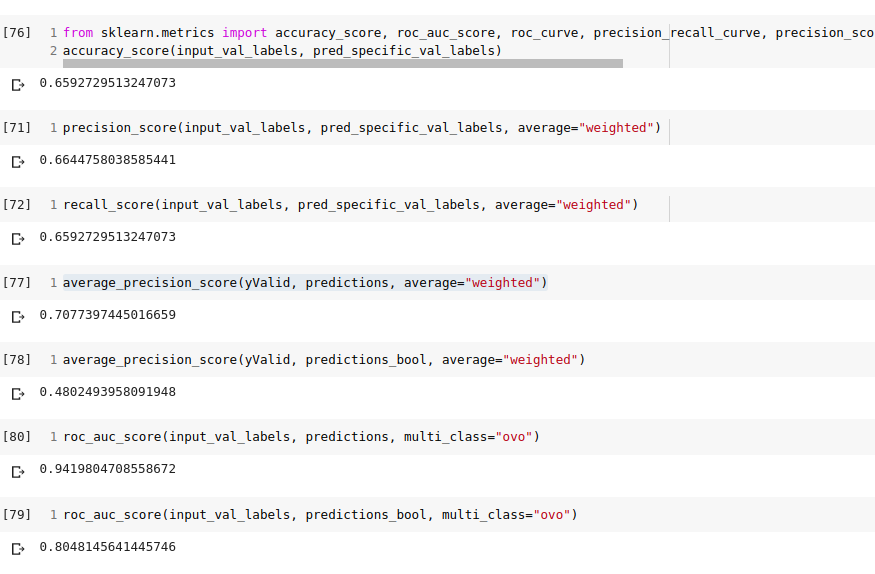 [76] 1 from sklearn.metrics import accuracy_score, roc_auc_score, roc_curve, precision_recall_curve, precision_sco
2 accuracy_score(input_val_labels, pred_specific_val_labels)
0.6592729513247073
[71] 1 precision_score(input_val_labels, pred_specific_val_labels, average="weighted")
0.6644758038585441
[72] 1 recall_score(input_val_labels, pred_specific_val_labels, average="weighted")
0.6592729513247073
[77] 1 average_precision_score(yValid, predictions, average="weighted")
0.7077397445016659
[78] 1 average_precision_score(yValid, predictions_bool, average="weighted")
0.4802493958091948
[80] 1 roc_auc_score(input_val_labels, predictions, multi_class="ovo")
0.9419804708558672
[79] 1 roc_auc_score(input_val_labels, predictions_bool, multi_class="ovo")
0.8048145641445746